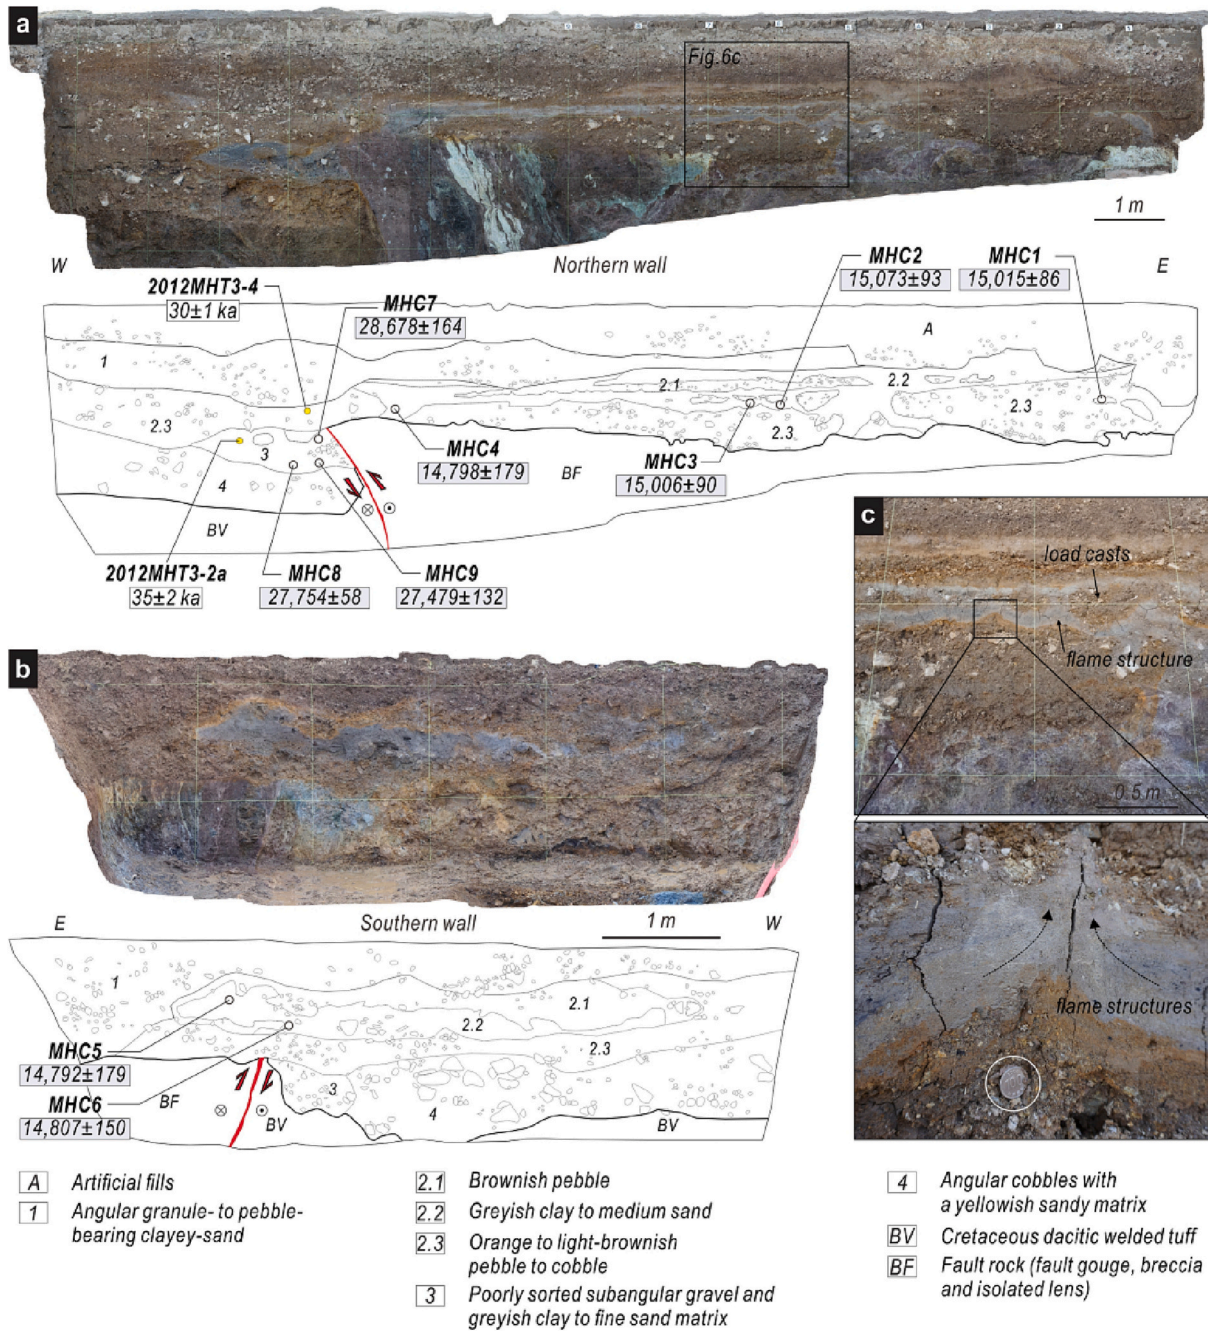 a
Fig.6c
1 m
W
Northern wall
E
2012MHT3-4
30±1 ka
MHC7
28,678±164
MHC2
15,073±93
MHC1
15,015±86
A
1
2.1
2.2
2.3
2.3
2.3
3
4
BV
BF
MHC4
14,798±179
MHC3
15,006±90
2012MHT3-2a
35±2 ka
MHC8
27,754±58
MHC9
27,479±132
b
E
Southern wall
1 m
W
1
2.1
2.2
2.3
3
4
BF
BV
BV
MHC5
14,792±179
MHC6
14,807±150
c
load casts
flame structure
0.5 m
flame structures
A Artificial fills
1 Angular granule- to pebble-
bearing clayey-sand
2.1 Brownish pebble
2.2 Greyish clay to medium sand
2.3 Orange to light-brownish
pebble to cobble
3 Poorly sorted subangular gravel and
greyish clay to fine sand matrix
4 Angular cobbles with
a yellowish sandy matrix
BV Cretaceous dacitic welded tuff
BF Fault rock (fault gouge, breccia
and isolated lens)